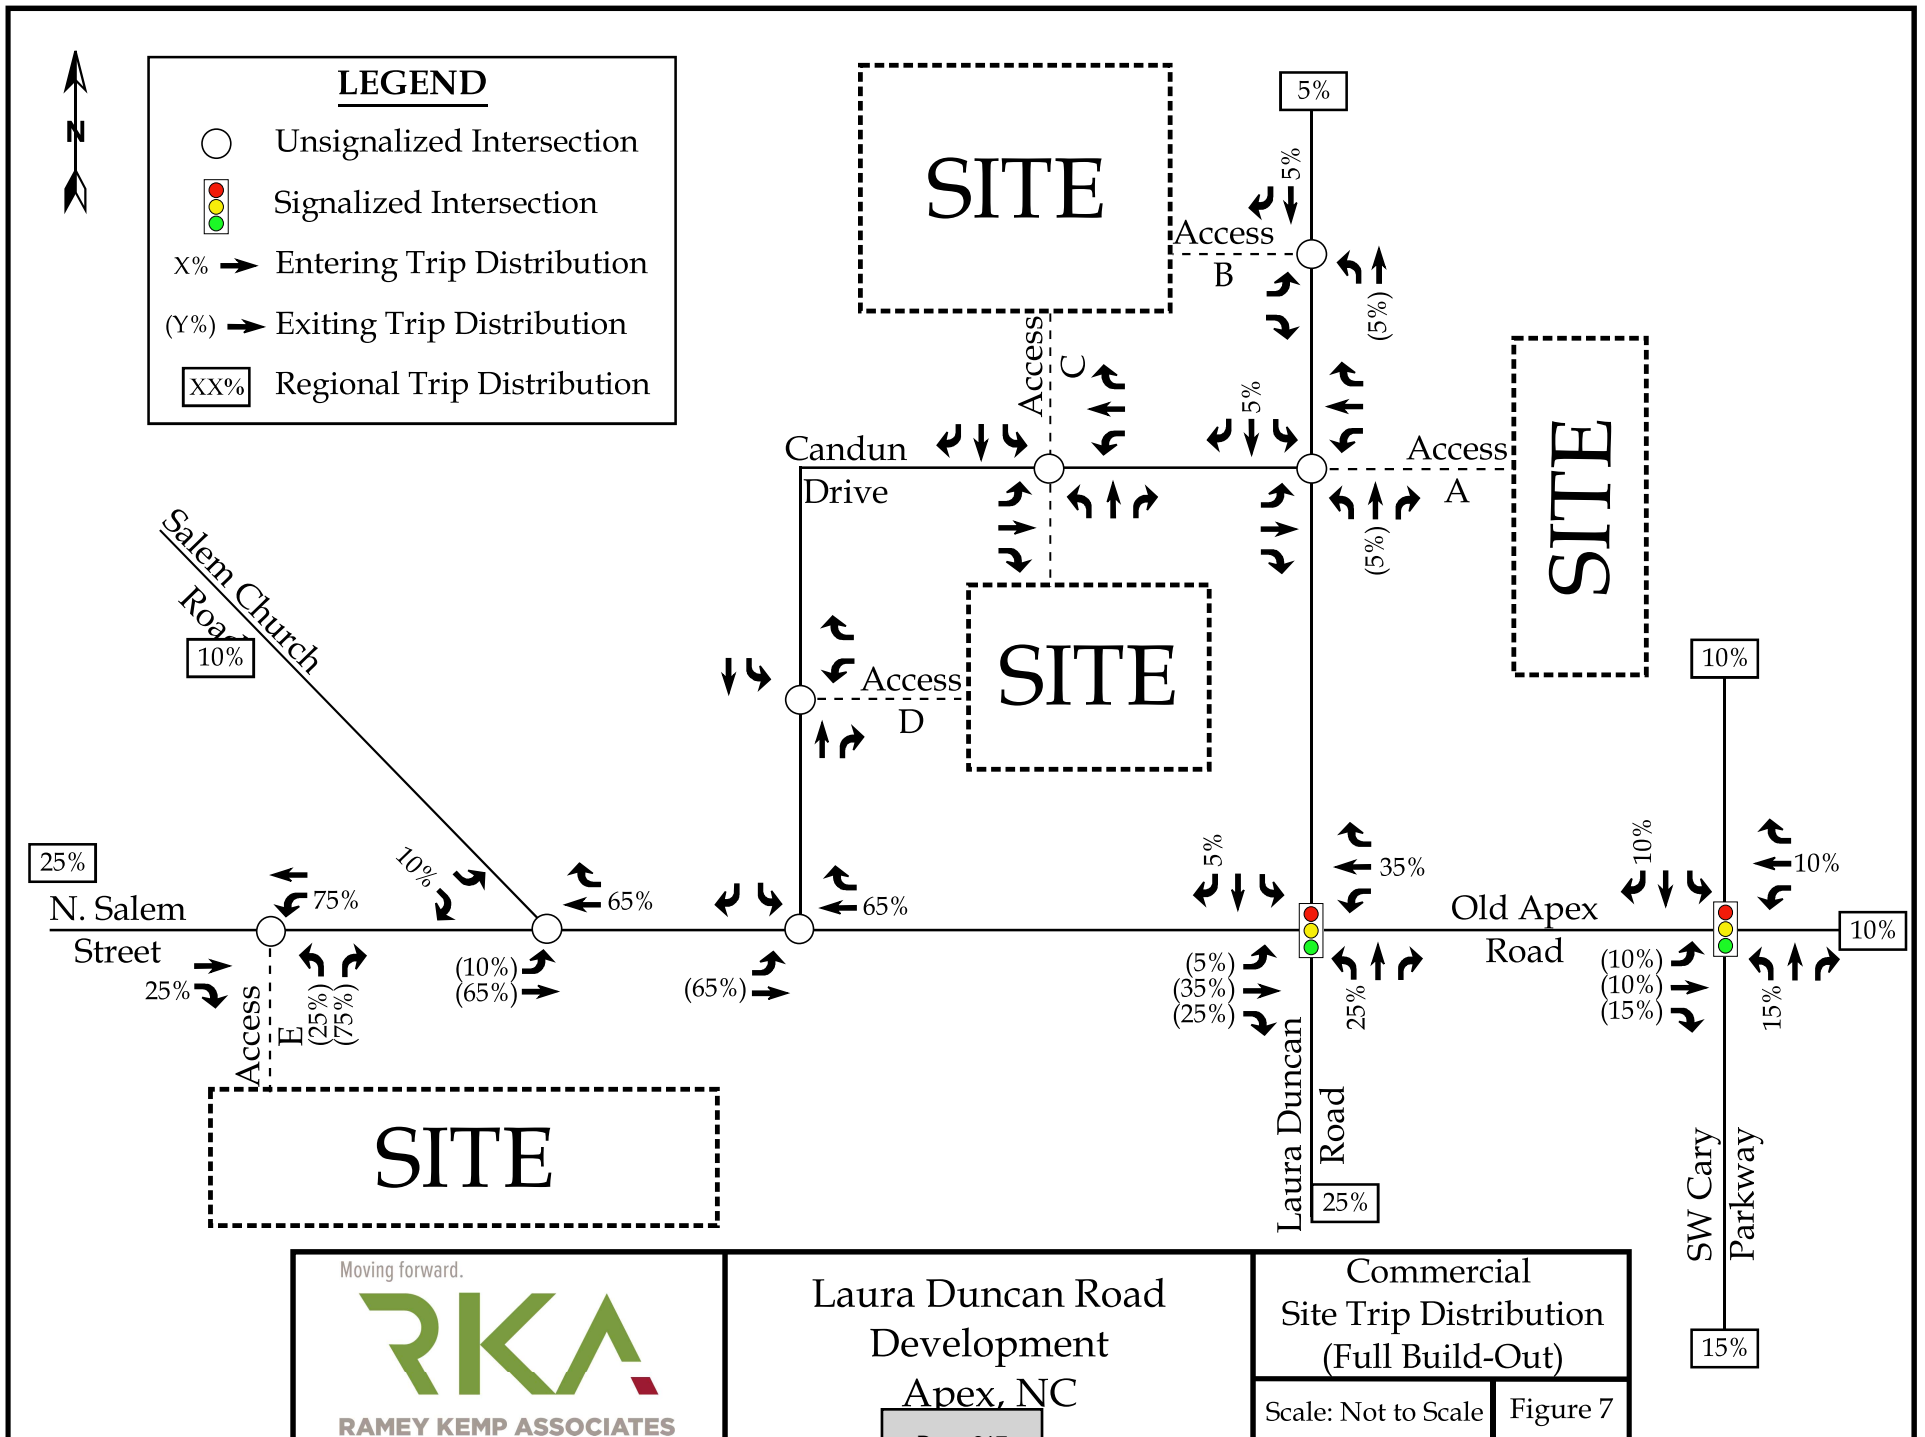 N
LEGEND
Unsignalized Intersection
Signalized Intersection
X% Entering Trip Distribution
(Y%) Exiting Trip Distribution
XX% Regional Trip Distribution
SITE
5%
5%
Access
B
(5%)
Access
C
5%
Candun
Drive
Access
A
(5%)
SITE
Salem Church
Road
10%
SITE
Access
D
10%
25%
N. Salem
Street
75%
25%
Access
E
(25%)
(75%)
10%
65%
(10%)
(65%)
65%
(65%)
5%
35%
(5%)
(35%)
(25%)
25%
Old Apex
Road
10%
10%
10%
(10%)
(10%)
(15%)
15%
Laura Duncan
Road
25%
SW Cary
Parkway
15%
SITE
Moving forward.
RKA
RAMEY KEMP ASSOCIATES
Laura Duncan Road
Development
Apex, NC
Commercial
Site Trip Distribution
(Full Build-Out)
Scale: Not to Scale
Figure 7